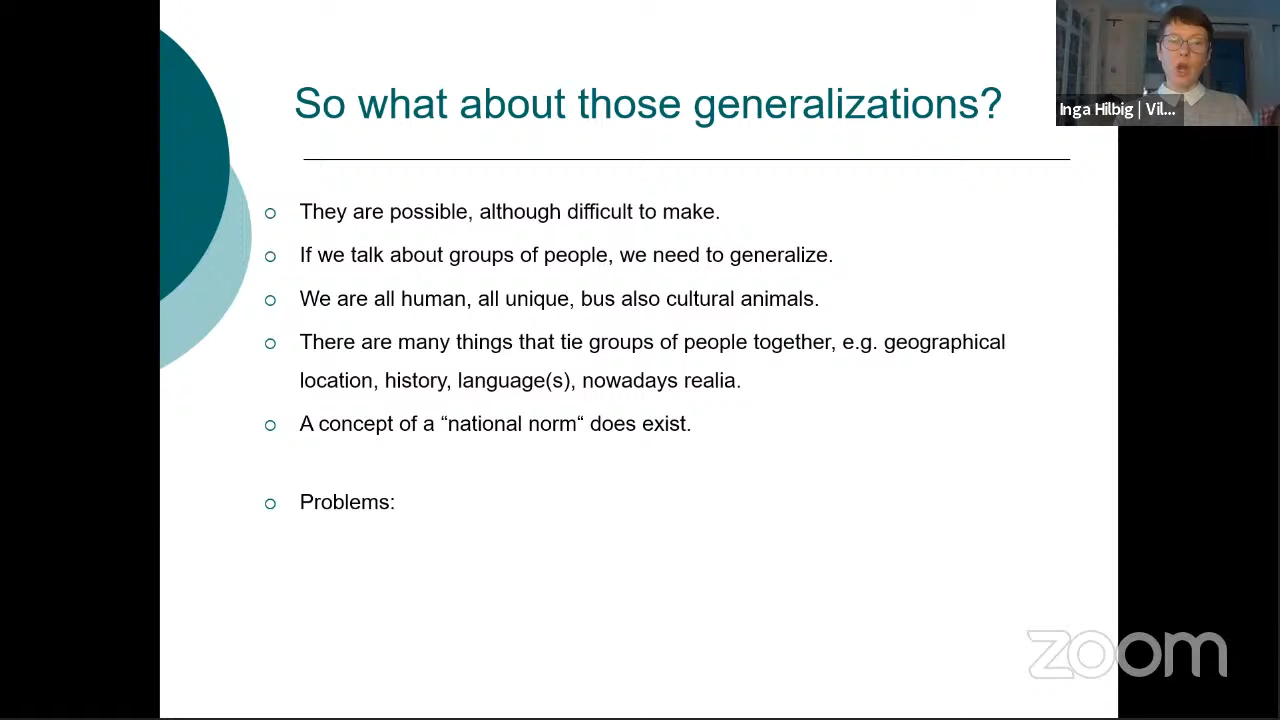 So what about those generalizations?
Inga Hilbig | Vil...
They are possible, although difficult to make.
If we talk about groups of people, we need to generalize.
We are all human, all unique, bus also cultural animals.
There are many things that tie groups of people together, e.g. geographical
location, history, language(s), nowadays realia.
A concept of a “national norm“ does exist.
Problems:
zoom